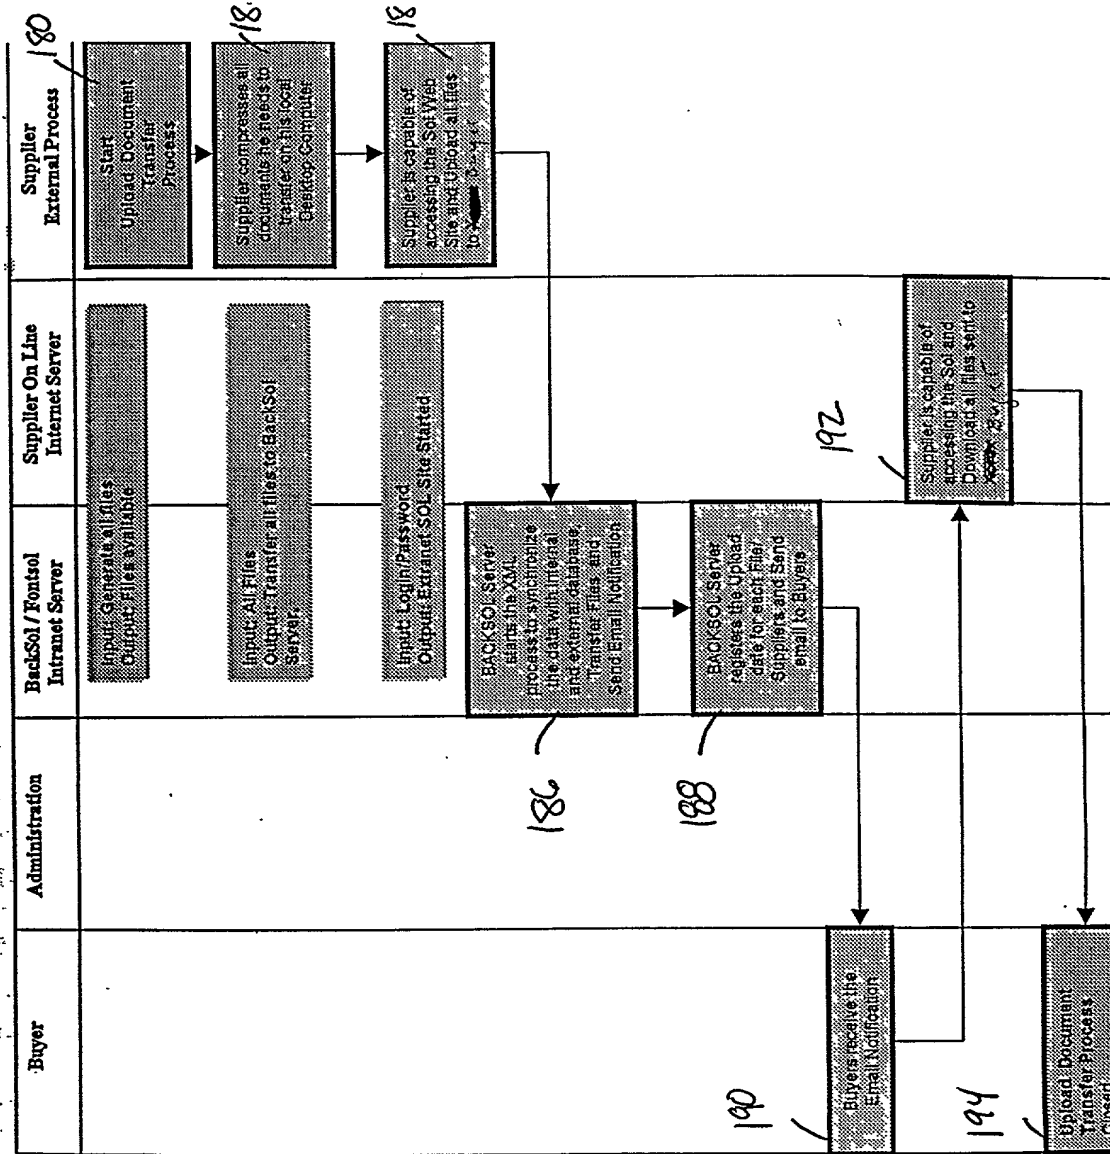 Buyer
Administration
BackSol / Fontsol
Intranet Server
Supplier On Line
Internet Server
Supplier
External Process
Start
Upload Document
Transfer
Process
180
Input: Generate all files
Output: Files available
Supplier compresses all
documents he needs to
transfer on his local
Desktop Computer
18
Input: All Files
Output: Transfer all files to BackSol
Server.
Supplier is capable of
accessing the Sol Web
Site and Upload all files
to Buyer
18
Input: Login/Password
Output: Extranet SOL Site Started
BACKSOL Server
starts the XML
process to synchronize
the data with internal
and external database,
Transfer Files and
Send Email Notification
186
BACKSOL Server
registers the Upload
date for each File/
Suppliers and Send
email to Buyers
188
Buyers receive the
Email Notification
190
Supplier is capable of
accessing the Sol and
Download all files sent to
192
Upload Document
Transfer Process
Closed
194